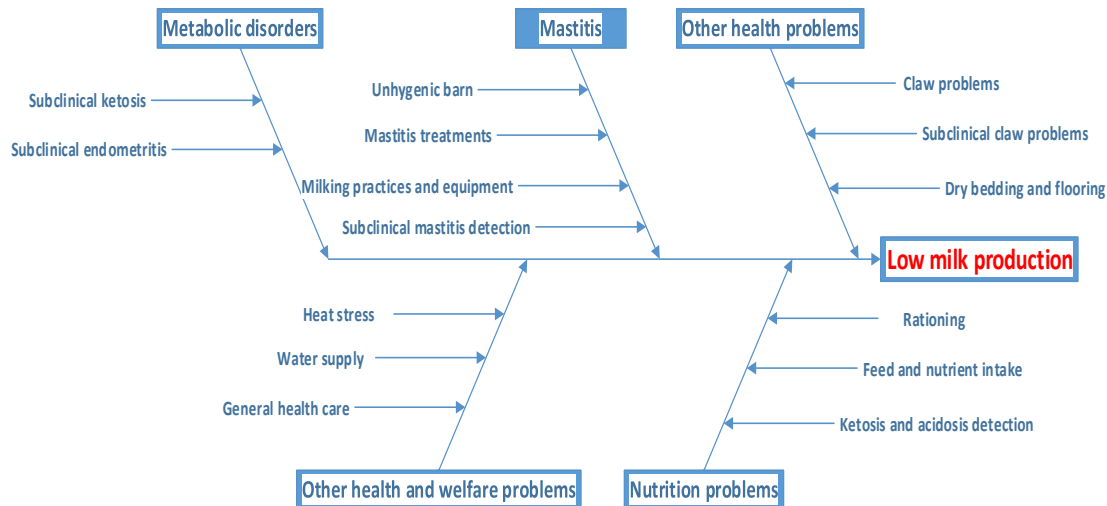 Metabolic disorders
Mastitis
Other health problems
Subclinical ketosis
Subclinical endometritis
Unhygenic barn
Mastitis treatments
Milking practices and equipment
Subclinical mastitis detection
Claw problems
Subclinical claw problems
Dry bedding and flooring
Low milk production
Heat stress
Water supply
General health care
Rationing
Feed and nutrient intake
Ketosis and acidosis detection
Other health and welfare problems
Nutrition problems